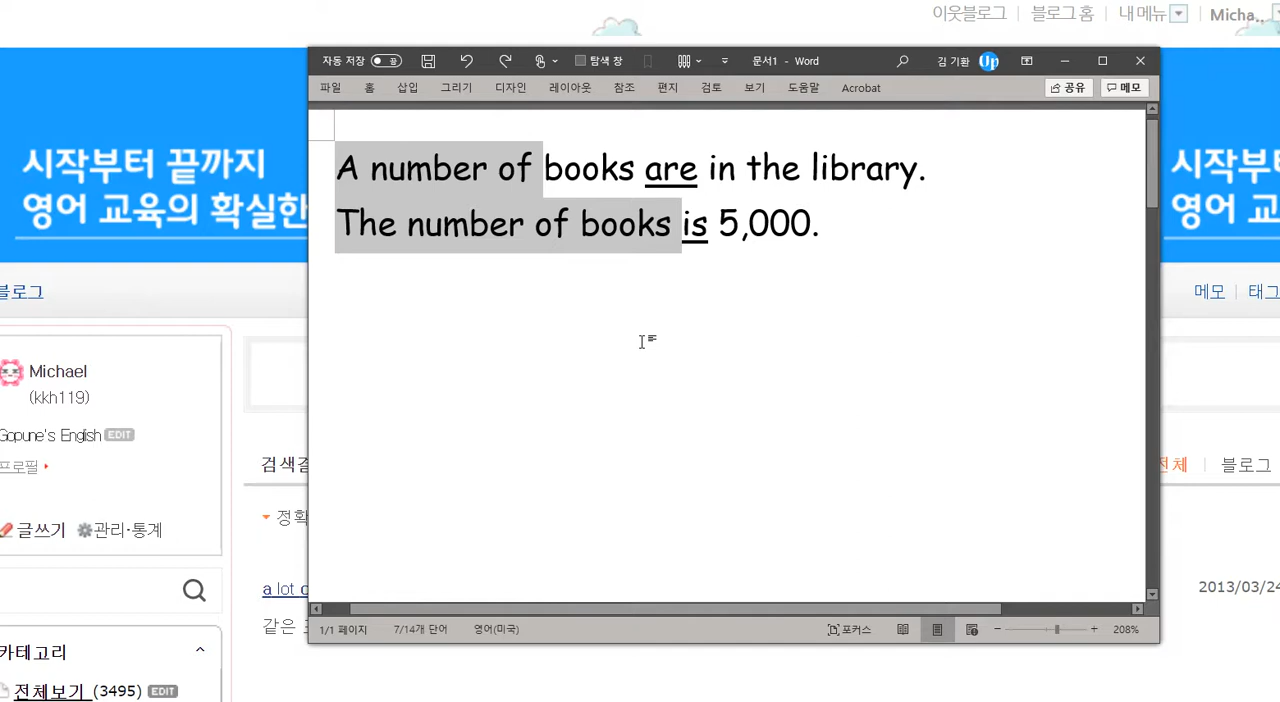 이웃블로그 블로그 홈 내 메뉴 Micha..
자동 저장 끔 탐색 창 문서1 - Word 김 기환 Up
파일 홈 삽입 그리기 디자인 레이아웃 참조 편지 검토 보기 도움말 Acrobat 공유 메모
A number of books are in the library.
The number of books is 5,000.
시작부터 끝까지
영어 교육의 확실한
시작부
영어 교
블로그
메모 태그
Michael
(kkh119)
Gopune's English EDIT
프로필
글쓰기 관리·통계
검색결
전체 블로그
정확
a lot o
2013/03/24
같은
카테고리
전체보기 (3495) EDIT
1/1 페이지 7/14개 단어 영어(미국) 포커스 208%